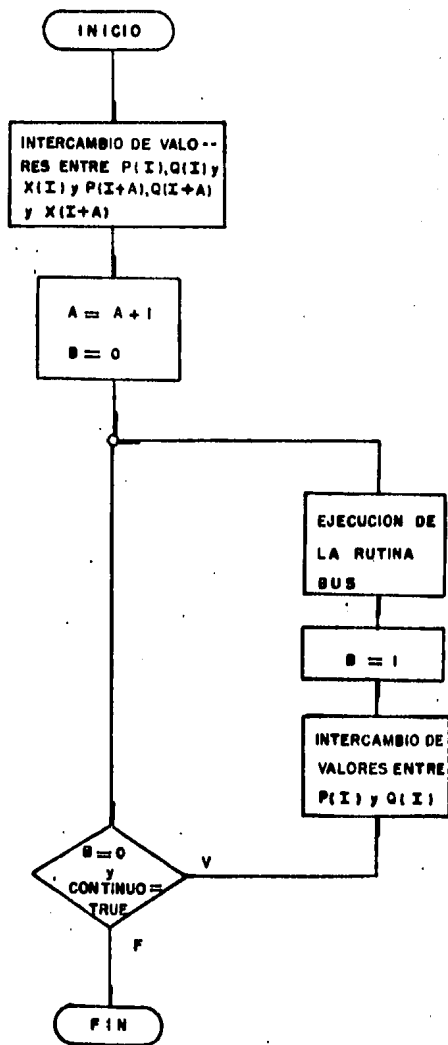 INICIO
INTERCAMBIO DE VALO--
RES ENTRE P(I),Q(I) y
X(I) y P(I+A),Q(I+A)
y X(I+A)
A = A + 1
B = 0
EJECUCION DE
LA RUTINA
BUS
B = 1
INTERCAMBIO DE
VALORES ENTRE
P(I) y Q(I)
B=0
y
CONTINUO=
TRUE
V
F
FIN